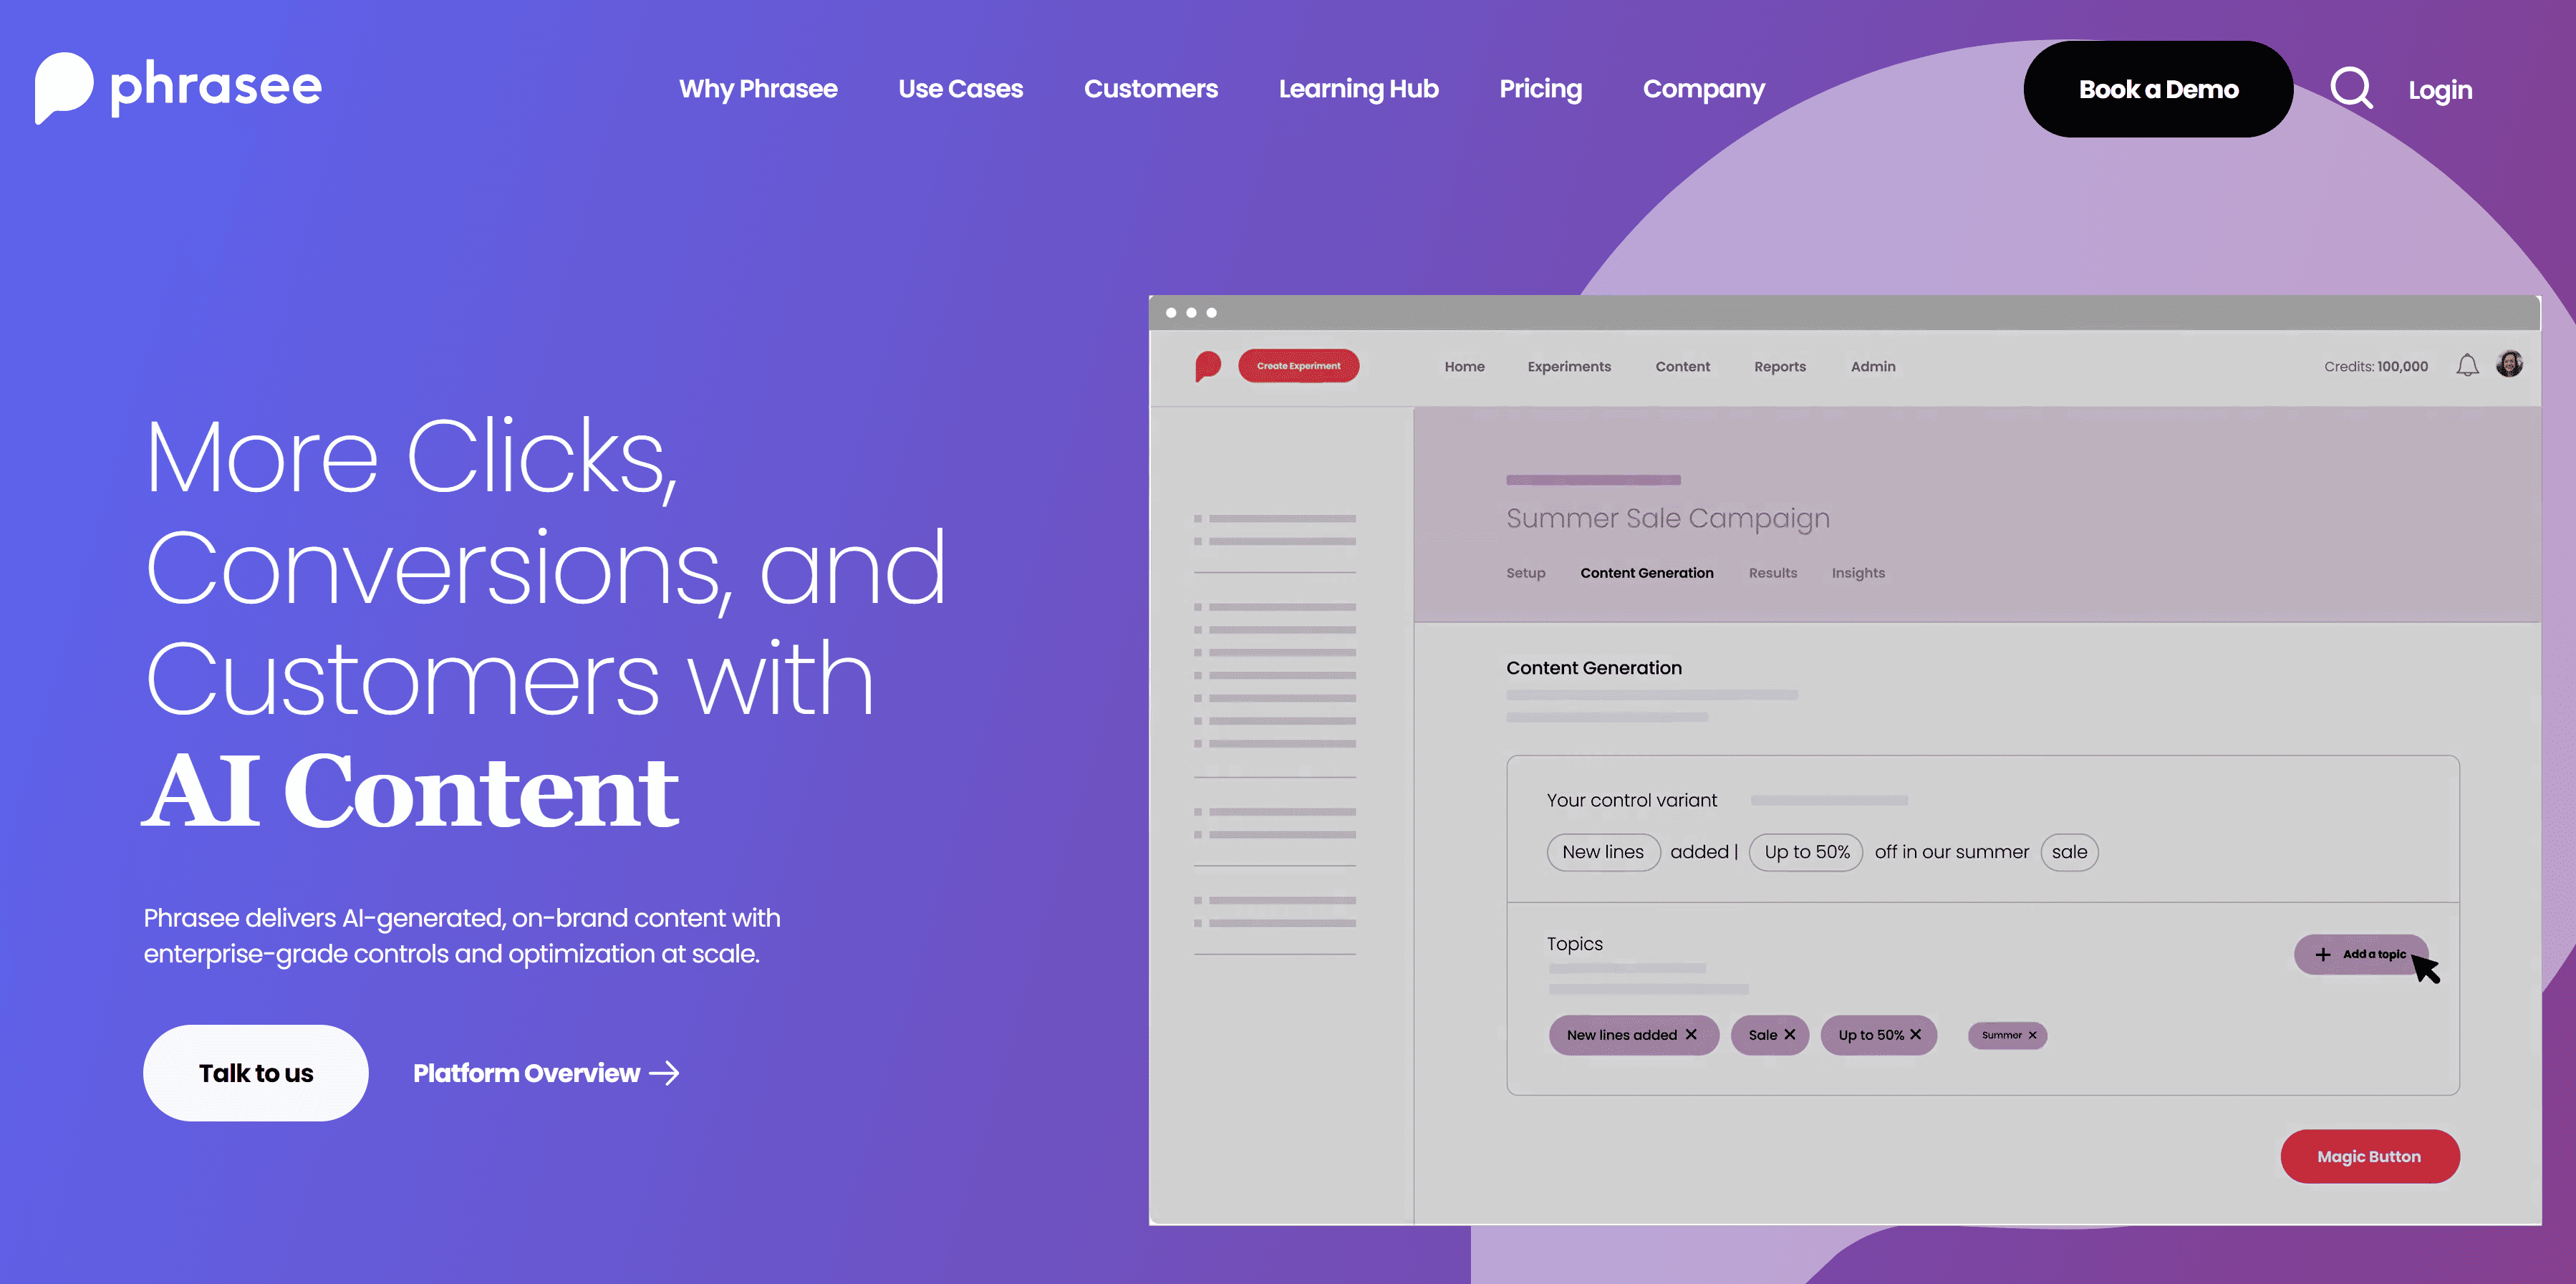 phrasee
Why Phrasee Use Cases Customers Learning Hub Pricing Company
Book a Demo
Login
More Clicks,
Conversions, and
Customers with
AI Content
Phrasee delivers AI-generated, on-brand content with
enterprise-grade controls and optimization at scale.
Talk to us
Platform Overview
Create Experiment
Home Experiments Content Reports Admin
Credits: 100,000
Summer Sale Campaign
Setup Content Generation Results Insights
Content Generation
Your control variant
New lines added | Up to 50% off in our summer sale
Topics
+ Add a topic
New lines added × Sale × Up to 50% × Summer ×
Magic Button